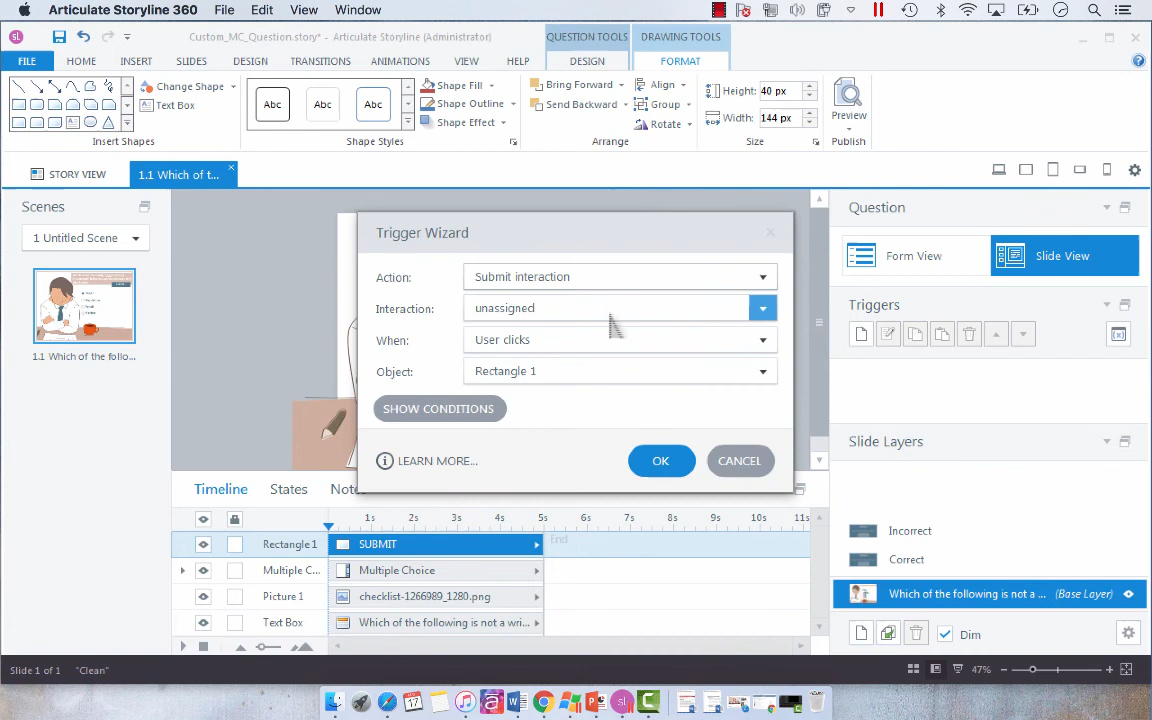 Articulate Storyline 360 File Edit View Window
Custom_MC_Question.story* - Articulate Storyline (Administrator)
QUESTION TOOLS DRAWING TOOLS
FILE HOME INSERT SLIDES DESIGN TRANSITIONS ANIMATIONS VIEW HELP DESIGN FORMAT
Change Shape
Text Box
Abc Abc Abc
Shape Fill
Shape Outline
Shape Effect
Bring Forward
Send Backward
Align
Group
Rotate
Height: 40 px
Width: 144 px
Preview
Insert Shapes Shape Styles Arrange Size Publish
STORY VIEW 1.1 Which of t...
Scenes
1 Untitled Scene
1.1 Which of the follo...
Trigger Wizard
Action: Submit interaction
Interaction: unassigned
When: User clicks
Object: Rectangle 1
SHOW CONDITIONS
LEARN MORE... OK CANCEL
Question
Form View Slide View
Triggers
Slide Layers
Incorrect
Correct
Which of the following is not a ... (Base Layer)
Dim
Timeline States Notes
1s 2s 3s 4s 5s 6s 7s 8s 9s 10s 11s
Rectangle 1 SUBMIT End
Multiple C... Multiple Choice
Picture 1 checklist-1266989_1280.png
Text Box Which of the following is not a wri...
Slide 1 of 1 "Clean" 47%
17